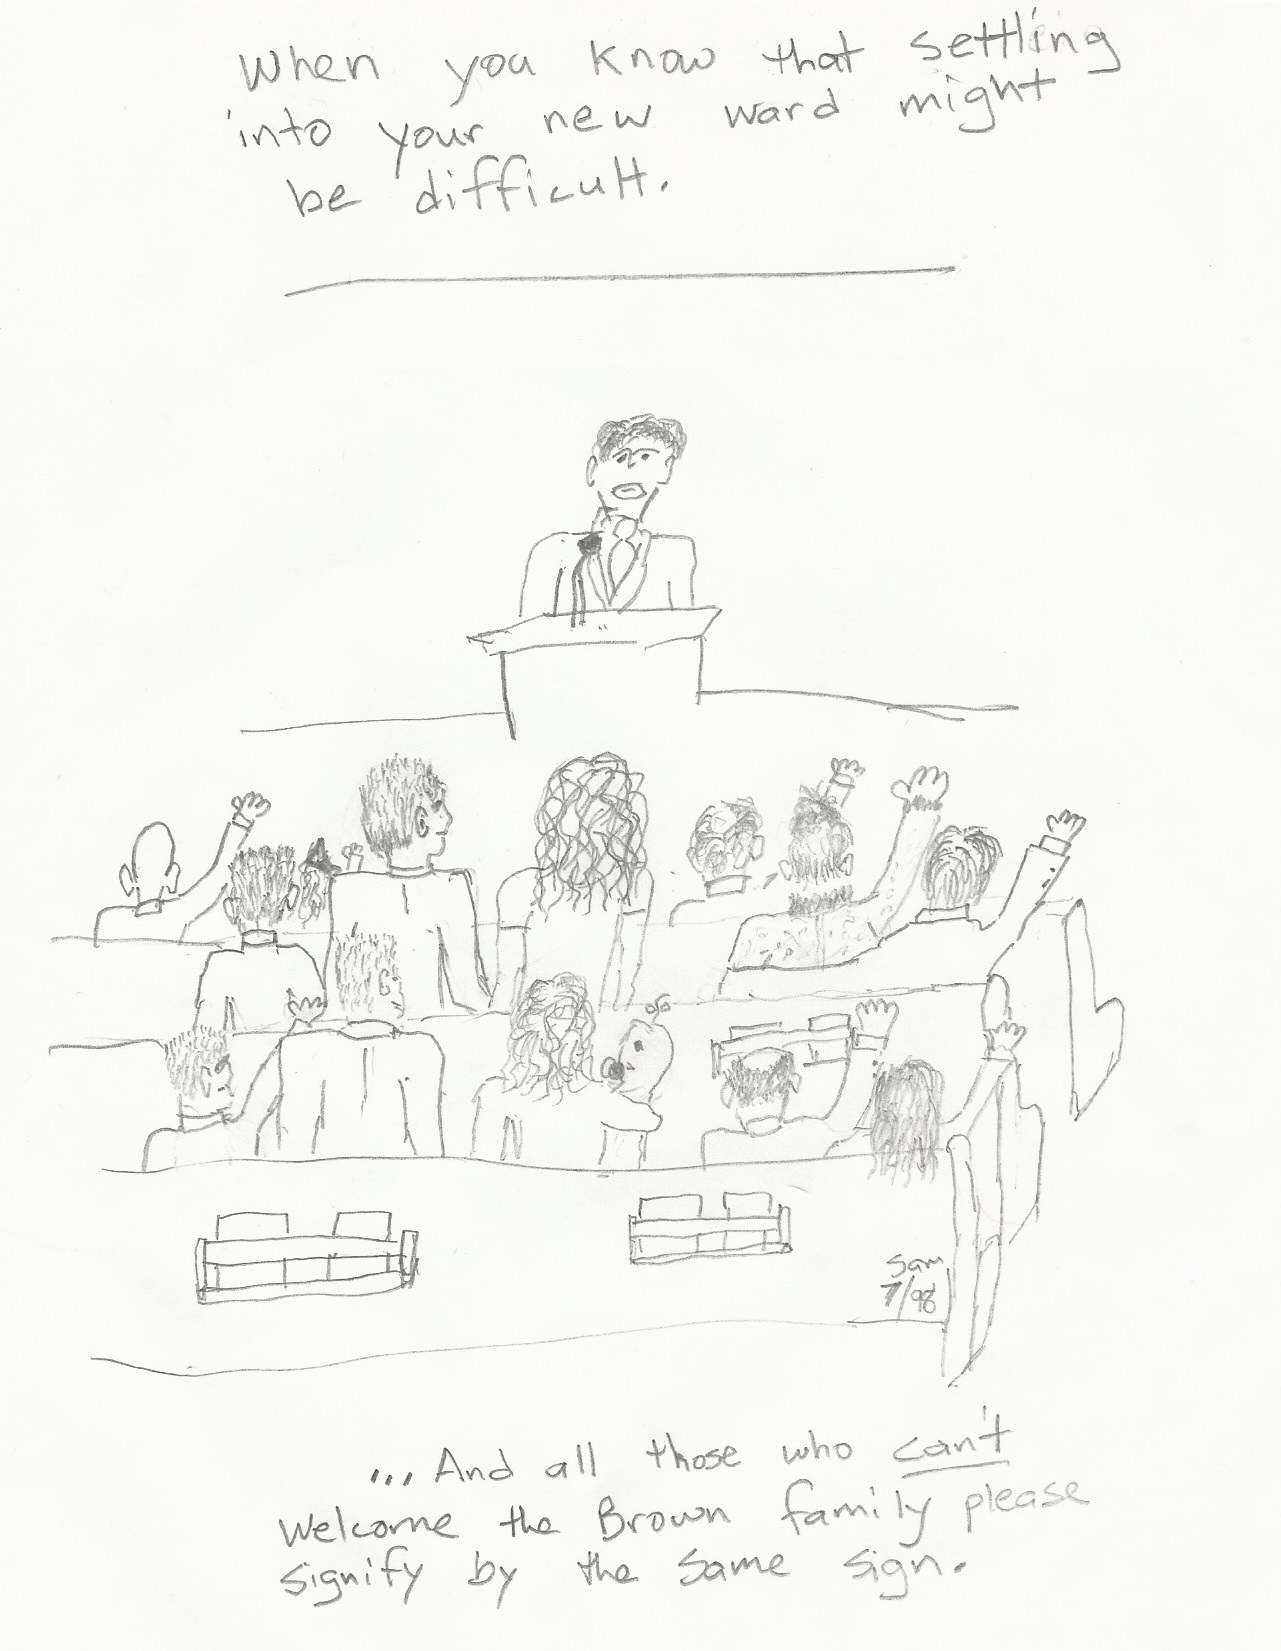 When you know that settling
into your new ward might
be difficult.
Sam
7/98
... And all those who can't
Welcome the Brown family please
signify by the same sign.